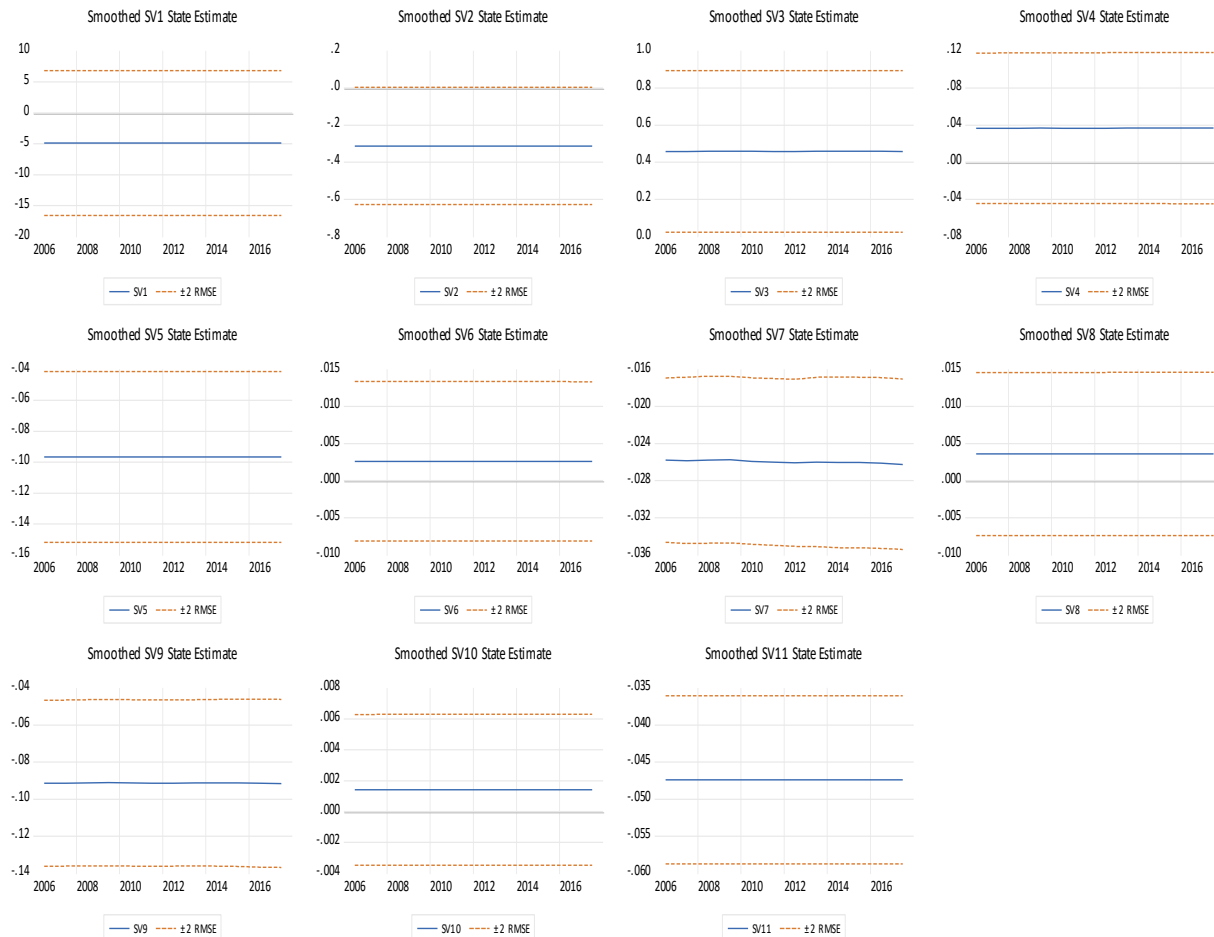 Smoothed SV1 State Estimate
10
5
0
-5
-10
-15
-20
2006 2008 2010 2012 2014 2016
SV1 ±2 RMSE
Smoothed SV2 State Estimate
.2
.0
-.2
-.4
-.6
-.8
2006 2008 2010 2012 2014 2016
SV2 ±2 RMSE
Smoothed SV3 State Estimate
1.0
0.8
0.6
0.4
0.2
0.0
2006 2008 2010 2012 2014 2016
SV3 ±2 RMSE
Smoothed SV4 State Estimate
.12
.08
.04
.00
-.04
-.08
2006 2008 2010 2012 2014 2016
SV4 ±2 RMSE
Smoothed SV5 State Estimate
-.04
-.06
-.08
-.10
-.12
-.14
-.16
2006 2008 2010 2012 2014 2016
SV5 ±2 RMSE
Smoothed SV6 State Estimate
.015
.010
.005
.000
-.005
-.010
2006 2008 2010 2012 2014 2016
SV6 ±2 RMSE
Smoothed SV7 State Estimate
-.016
-.020
-.024
-.028
-.032
-.036
2006 2008 2010 2012 2014 2016
SV7 ±2 RMSE
Smoothed SV8 State Estimate
.015
.010
.005
.000
-.005
-.010
2006 2008 2010 2012 2014 2016
SV8 ±2 RMSE
Smoothed SV9 State Estimate
-.04
-.06
-.08
-.10
-.12
-.14
2006 2008 2010 2012 2014 2016
SV9 ±2 RMSE
Smoothed SV10 State Estimate
.008
.006
.004
.002
.000
-.002
-.004
2006 2008 2010 2012 2014 2016
SV10 ±2 RMSE
Smoothed SV11 State Estimate
-.035
-.040
-.045
-.050
-.055
-.060
2006 2008 2010 2012 2014 2016
SV11 ±2 RMSE